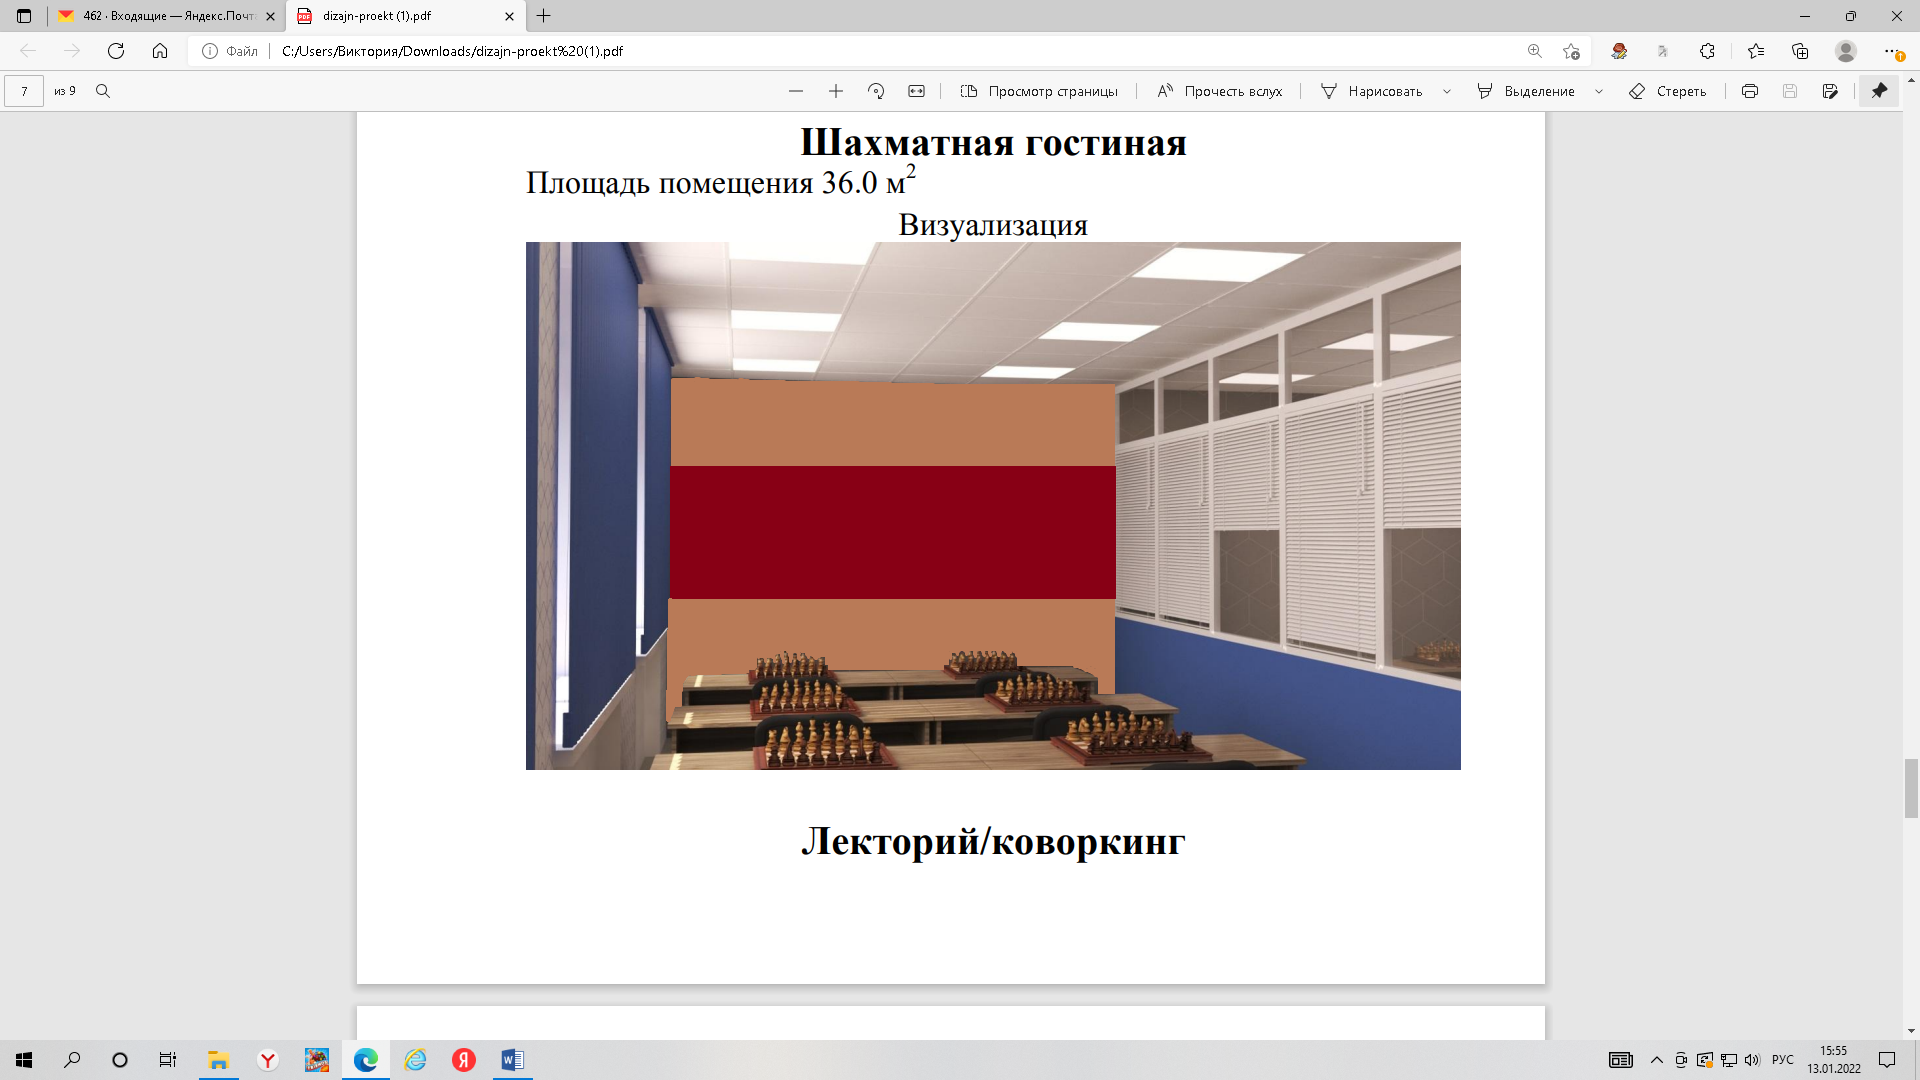 462 · Входящие — Яндекс.Почт
dizajn-proekt (1).pdf
Файл
C:/Users/Виктория/Downloads/dizajn-proekt%20(1).pdf
7
из 9
Просмотр страницы
Прочесть вслух
Нарисовать
Выделение
Стереть
Шахматная гостиная
Площадь помещения 36.0 м²
Визуализация
Лекторий/коворкинг
РУС
15:55
13.01.2022